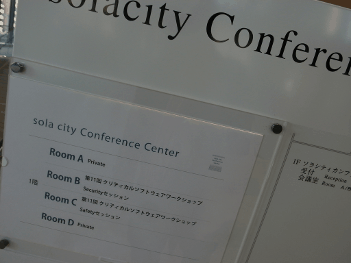 solacity Conferen
sola city Conference Center
Room A Private
Room B 第11回 クリティカルソフトウェアワークショップ
Securityセッション
1階
Room C 第11回 クリティカルソフトウェアワークショップ
Safetyセッション
Room D Private
1F ソラシティカンフ
受付 Reception
会議室 Room